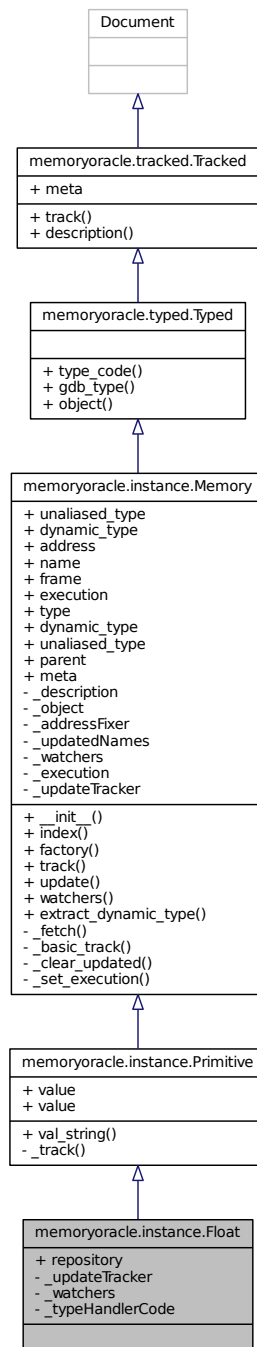 Document
memoryoracle.tracked.Tracked
+ meta
+ track()
+ description()
memoryoracle.typed.Typed
+ type_code()
+ gdb_type()
+ object()
memoryoracle.instance.Memory
+ unaliased_type
+ dynamic_type
+ address
+ name
+ frame
+ execution
+ type
+ dynamic_type
+ unaliased_type
+ parent
+ meta
- _description
- _object
- _addressFixer
- _updatedNames
- _watchers
- _execution
- _updateTracker
+ __init__()
+ index()
+ factory()
+ track()
+ update()
+ watchers()
+ extract_dynamic_type()
- _fetch()
- _basic_track()
- _clear_updated()
- _set_execution()
memoryoracle.instance.Primitive
+ value
+ value
+ val_string()
- _track()
memoryoracle.instance.Float
+ repository
- _updateTracker
- _watchers
- _typeHandlerCode